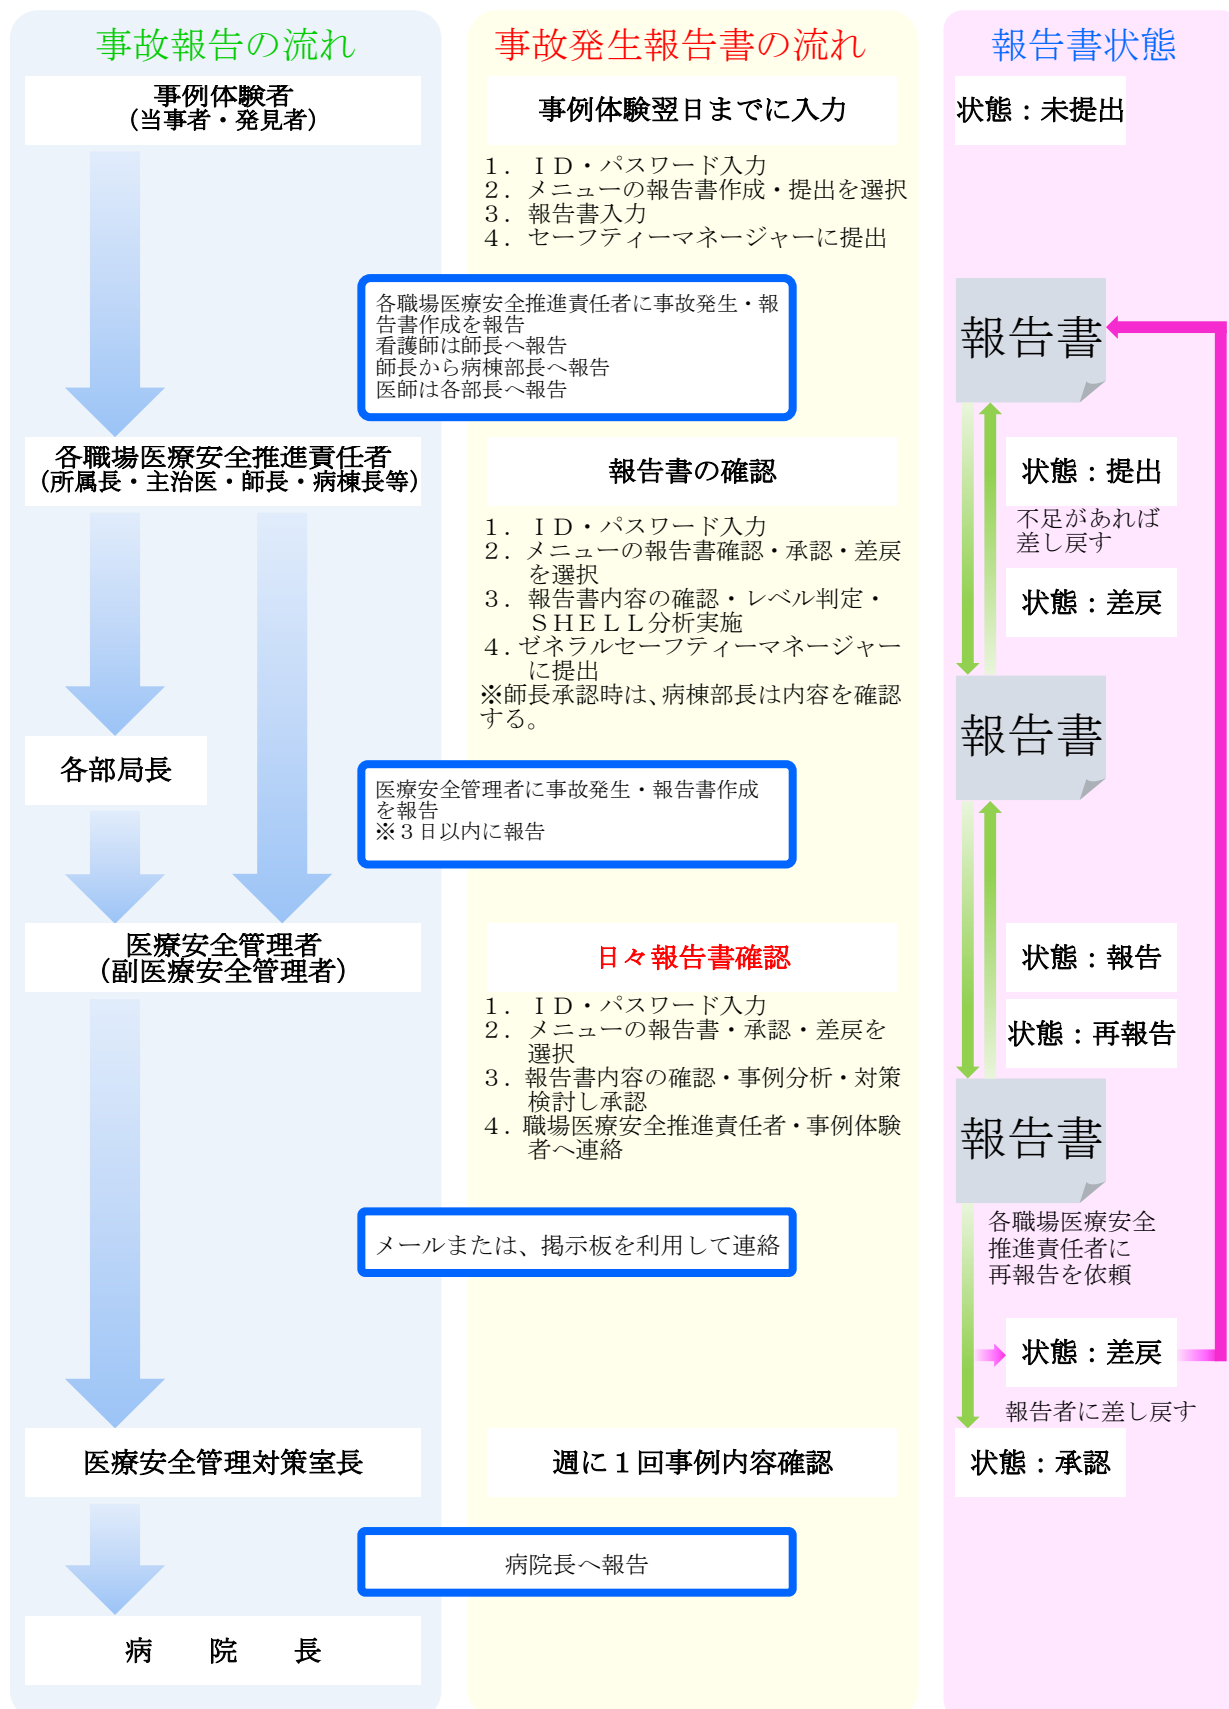 事故報告の流れ
事例体験者
（当事者・発見者）
各職場医療安全推進責任者
（所属長・主治医・師長・病棟長等）
各部局長
医療安全管理者
（副医療安全管理者）
医療安全管理対策室長
病　院　長
事故発生報告書の流れ
事例体験翌日までに入力
１．ＩＤ・パスワード入力
２．メニューの報告書作成・提出を選択
３．報告書入力
４．セーフティーマネージャーに提出
各職場医療安全推進責任者に事故発生・報
告書作成を報告
看護師は師長へ報告
師長から病棟部長へ報告
医師は各部長へ報告
報告書の確認
１．ＩＤ・パスワード入力
２．メニューの報告書確認・承認・差戻
を選択
３．報告書内容の確認・レベル判定・
ＳＨＥＬＬ分析実施
４．ゼネラルセーフティーマネージャー
に提出
※師長承認時は、病棟部長は内容を確認
する。
医療安全管理者に事故発生・報告書作成
を報告
※３日以内に報告
日々報告書確認
１．ＩＤ・パスワード入力
２．メニューの報告書・承認・差戻を
選択
３．報告書内容の確認・事例分析・対策
検討し承認
４．職場医療安全推進責任者・事例体験
者へ連絡
メールまたは、掲示板を利用して連絡
週に１回事例内容確認
病院長へ報告
報告書状態
状態：未提出
報告書
状態：提出
不足があれば
差し戻す
状態：差戻
報告書
状態：報告
状態：再報告
報告書
各職場医療安全
推進責任者に
再報告を依頼
状態：差戻
報告者に差し戻す
状態：承認